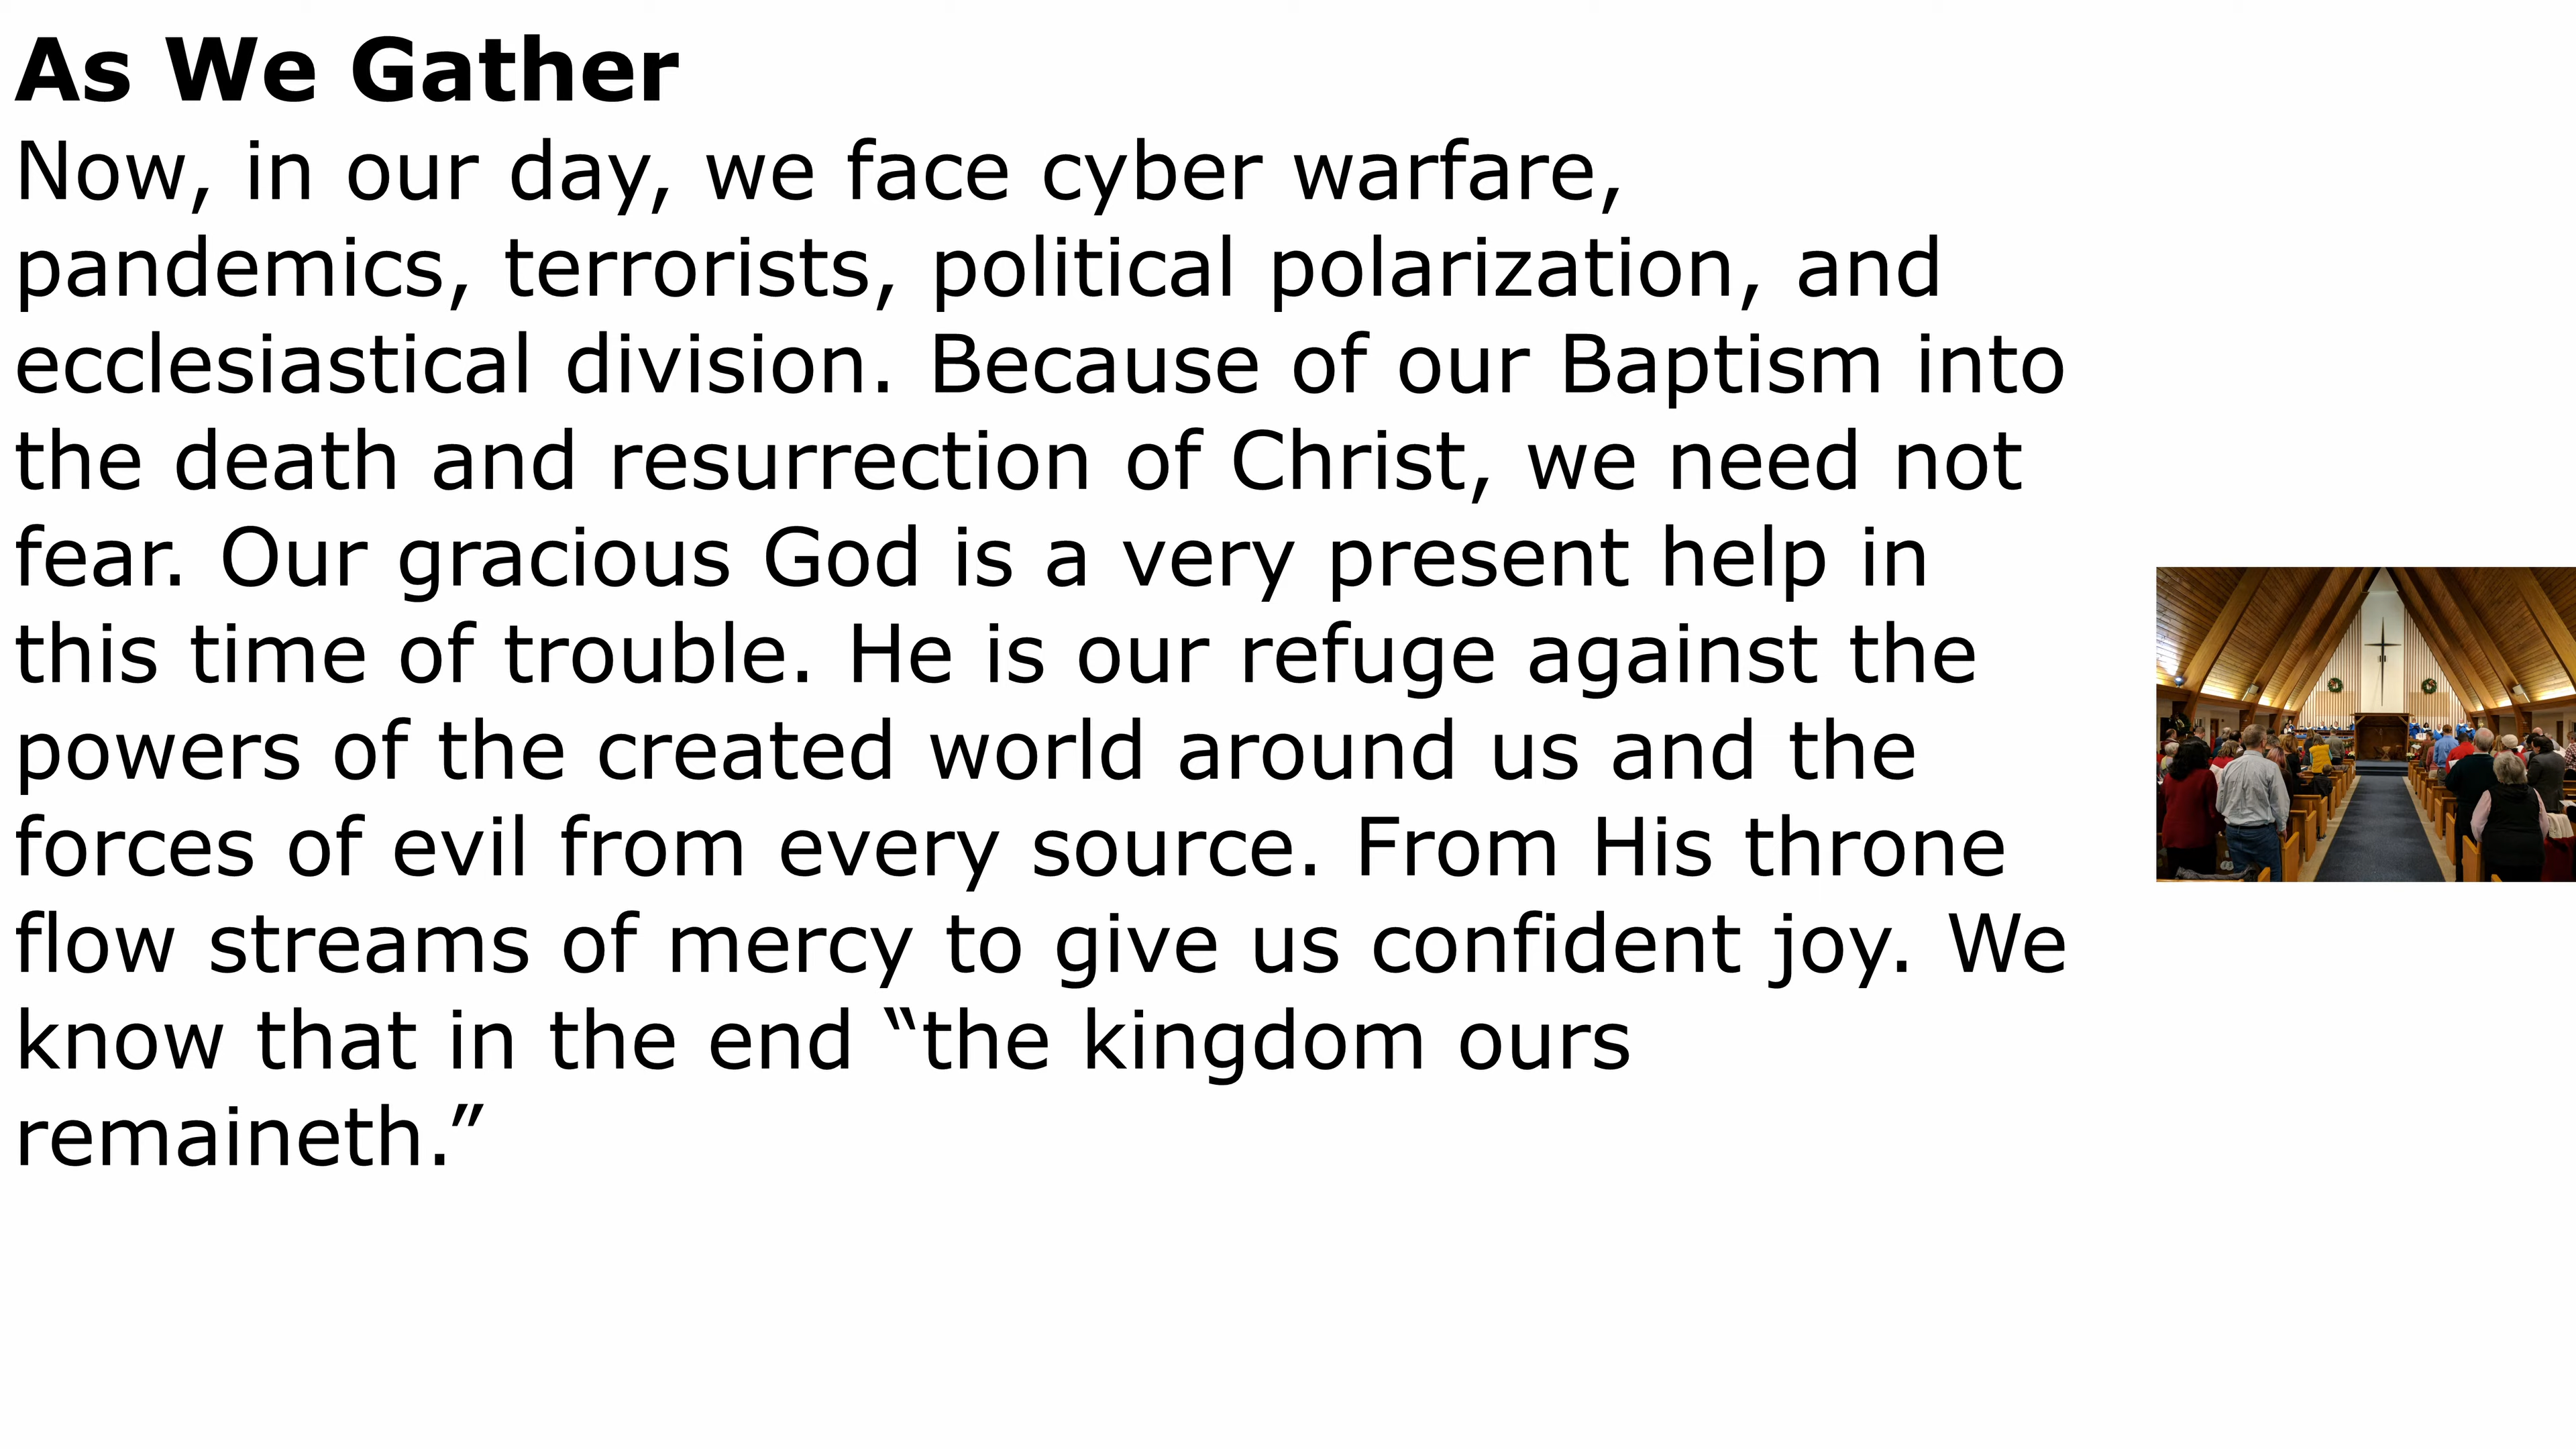 As We Gather
Now, in our day, we face cyber warfare,
pandemics, terrorists, political polarization, and
ecclesiastical division. Because of our Baptism into
the death and resurrection of Christ, we need not
fear. Our gracious God is a very present help in
this time of trouble. He is our refuge against the
powers of the created world around us and the
forces of evil from every source. From His throne
flow streams of mercy to give us confident joy. We
know that in the end “the kingdom ours
remaineth.”